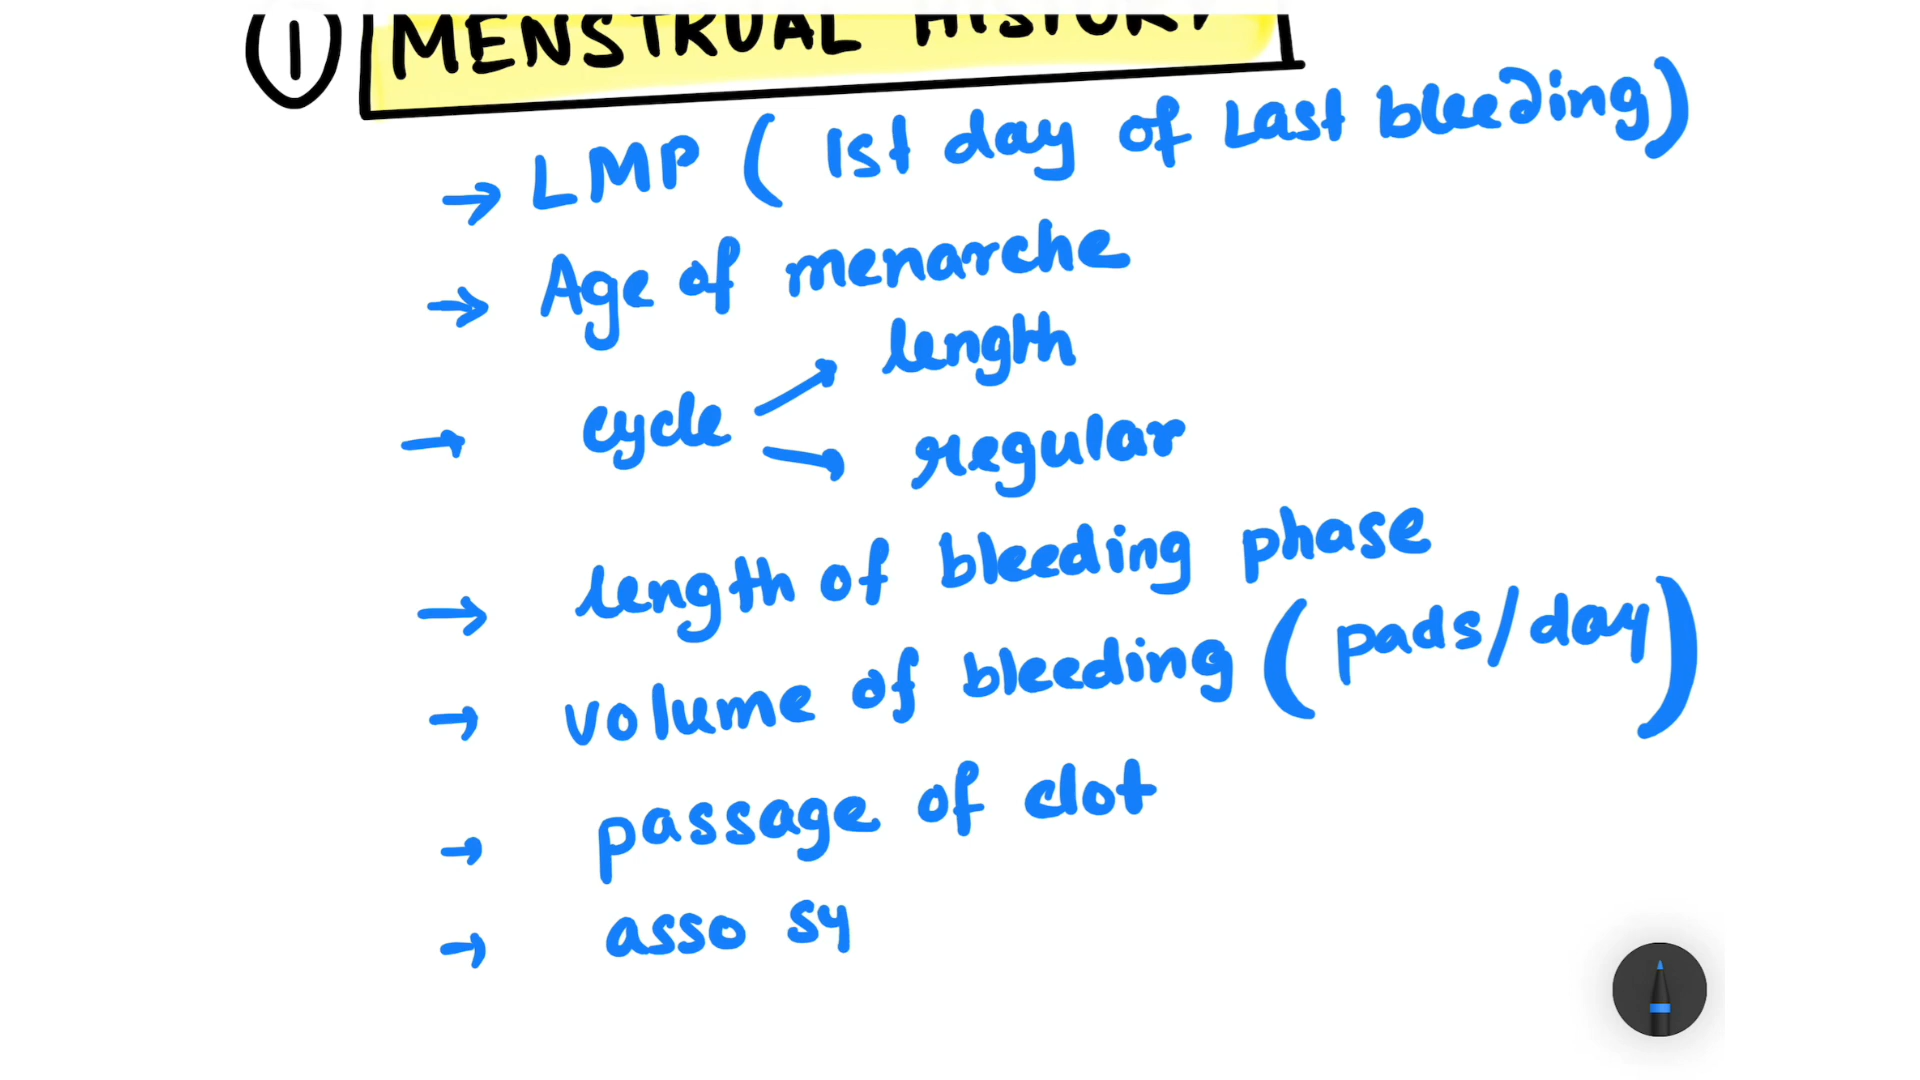 ① MENSTRUAL HISTORY
→ LMP ( 1st day of Last bleeding)
→ Age of menarche
→ cycle → length
→ regular
→ length of bleeding phase
→ volume of bleeding (pads/day)
→ passage of clot
→ asso sy